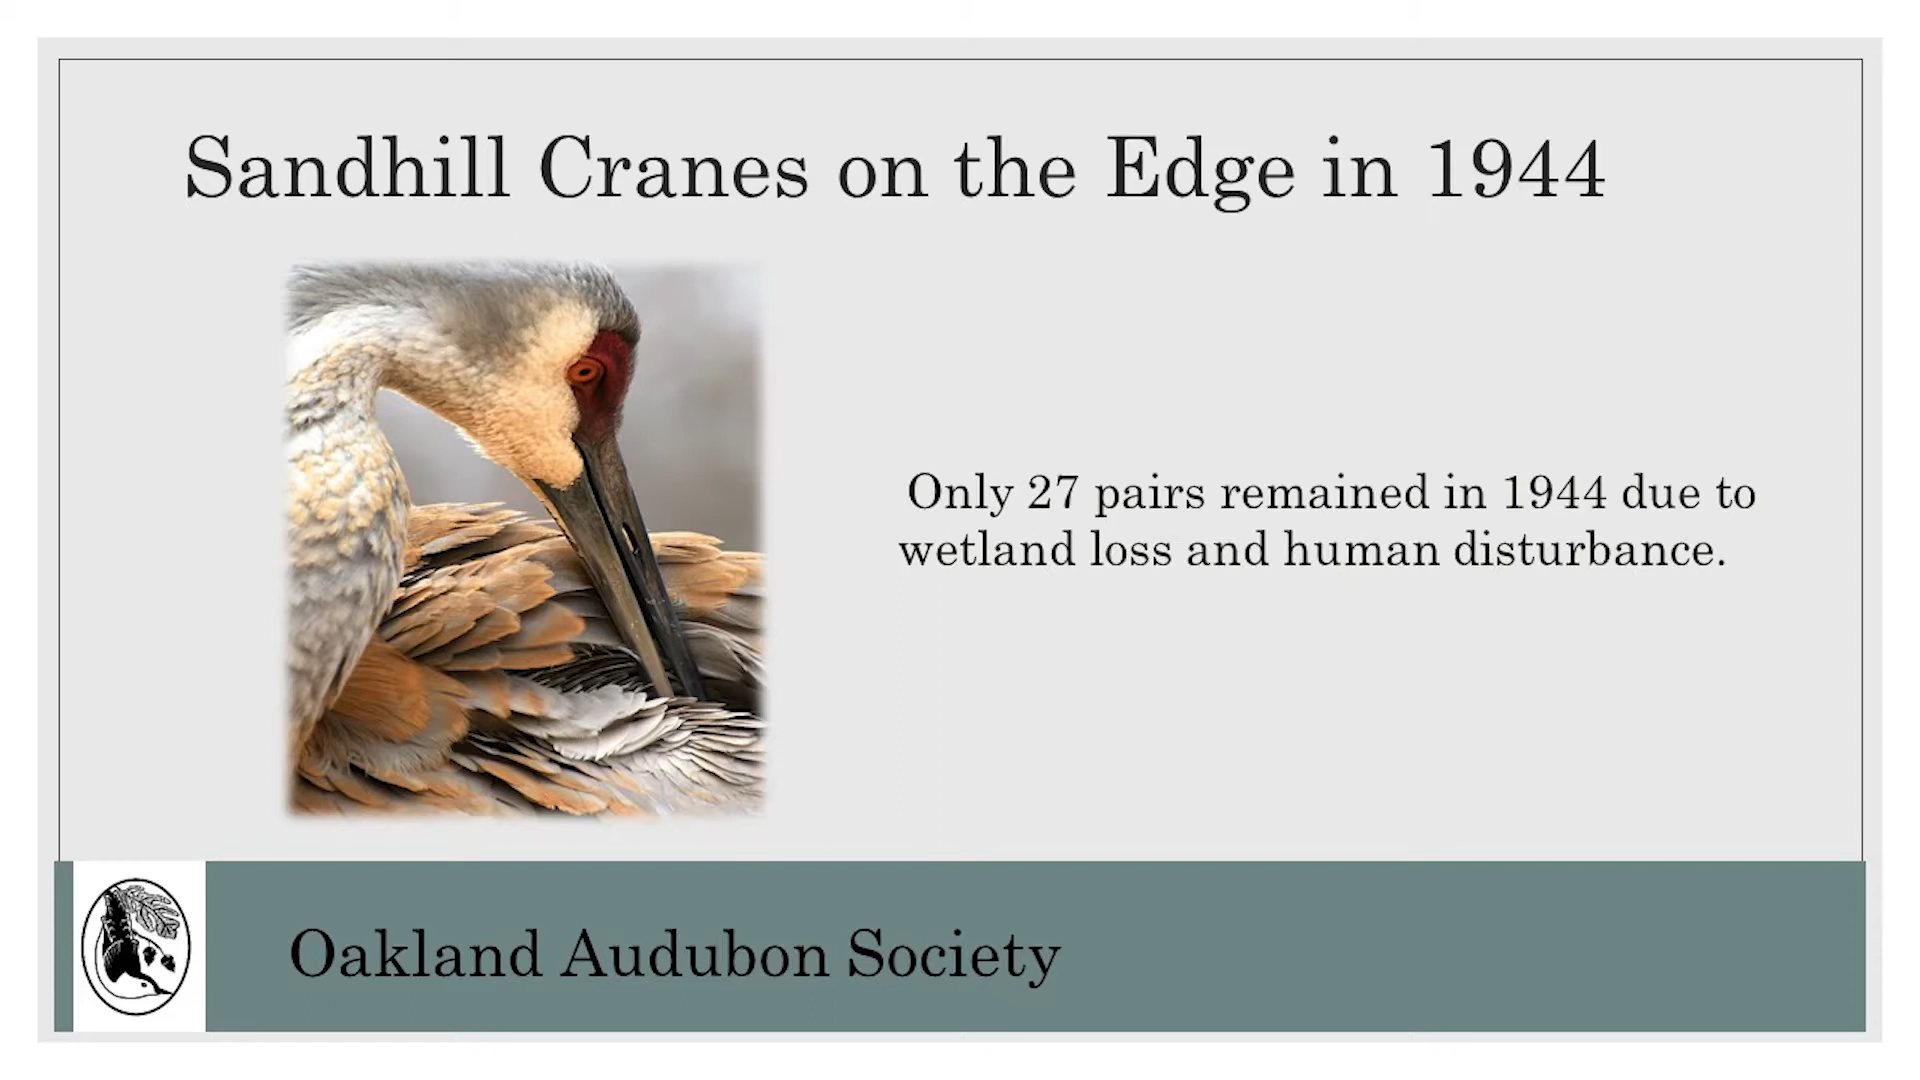 Sandhill Cranes on the Edge in 1944
Only 27 pairs remained in 1944 due to
wetland loss and human disturbance.
Oakland Audubon Society